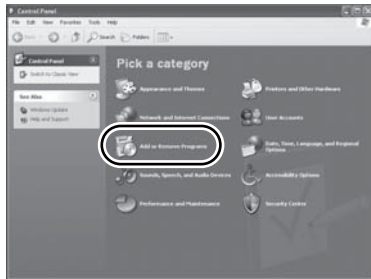 Control Panel
File Edit View Favorites Tools Help
Search Folders
Control Panel
Switch to Classic View
See Also
Windows Update
Help and Support
Pick a category
Appearance and Themes
Printers and Other Hardware
Network and Internet Connections
User Accounts
Add or Remove Programs
Date, Time, Language, and Regional Options
Sounds, Speech, and Audio Devices
Accessibility Options
Performance and Maintenance
Security Center